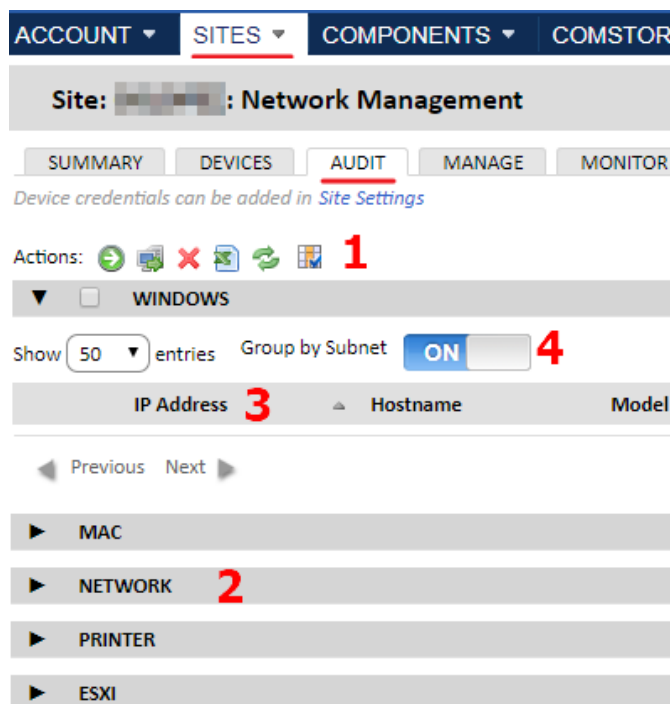 ACCOUNT SITES COMPONENTS COMSTOR
Site: : Network Management
SUMMARY DEVICES AUDIT MANAGE MONITOR
Device credentials can be added in Site Settings
Actions: 1
WINDOWS
Show 50 entries Group by Subnet ON 4
IP Address 3 Hostname Model
Previous Next
MAC
NETWORK 2
PRINTER
ESXI